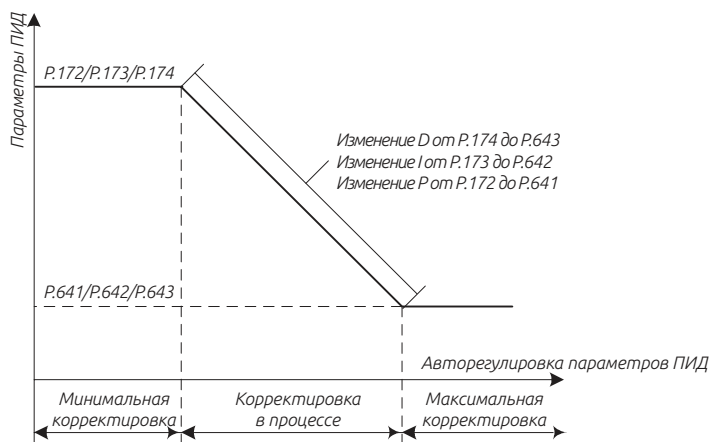 Параметры ПИД
P.172/P.173/P.174
Изменение D от P.174 до P.643
Изменение I от P.173 до P.642
Изменение P от P.172 до P.641
P.641/P.642/P.643
Авторегулировка параметров ПИД
Минимальная
корректировка
Корректировка
в процессе
Максимальная
корректировка